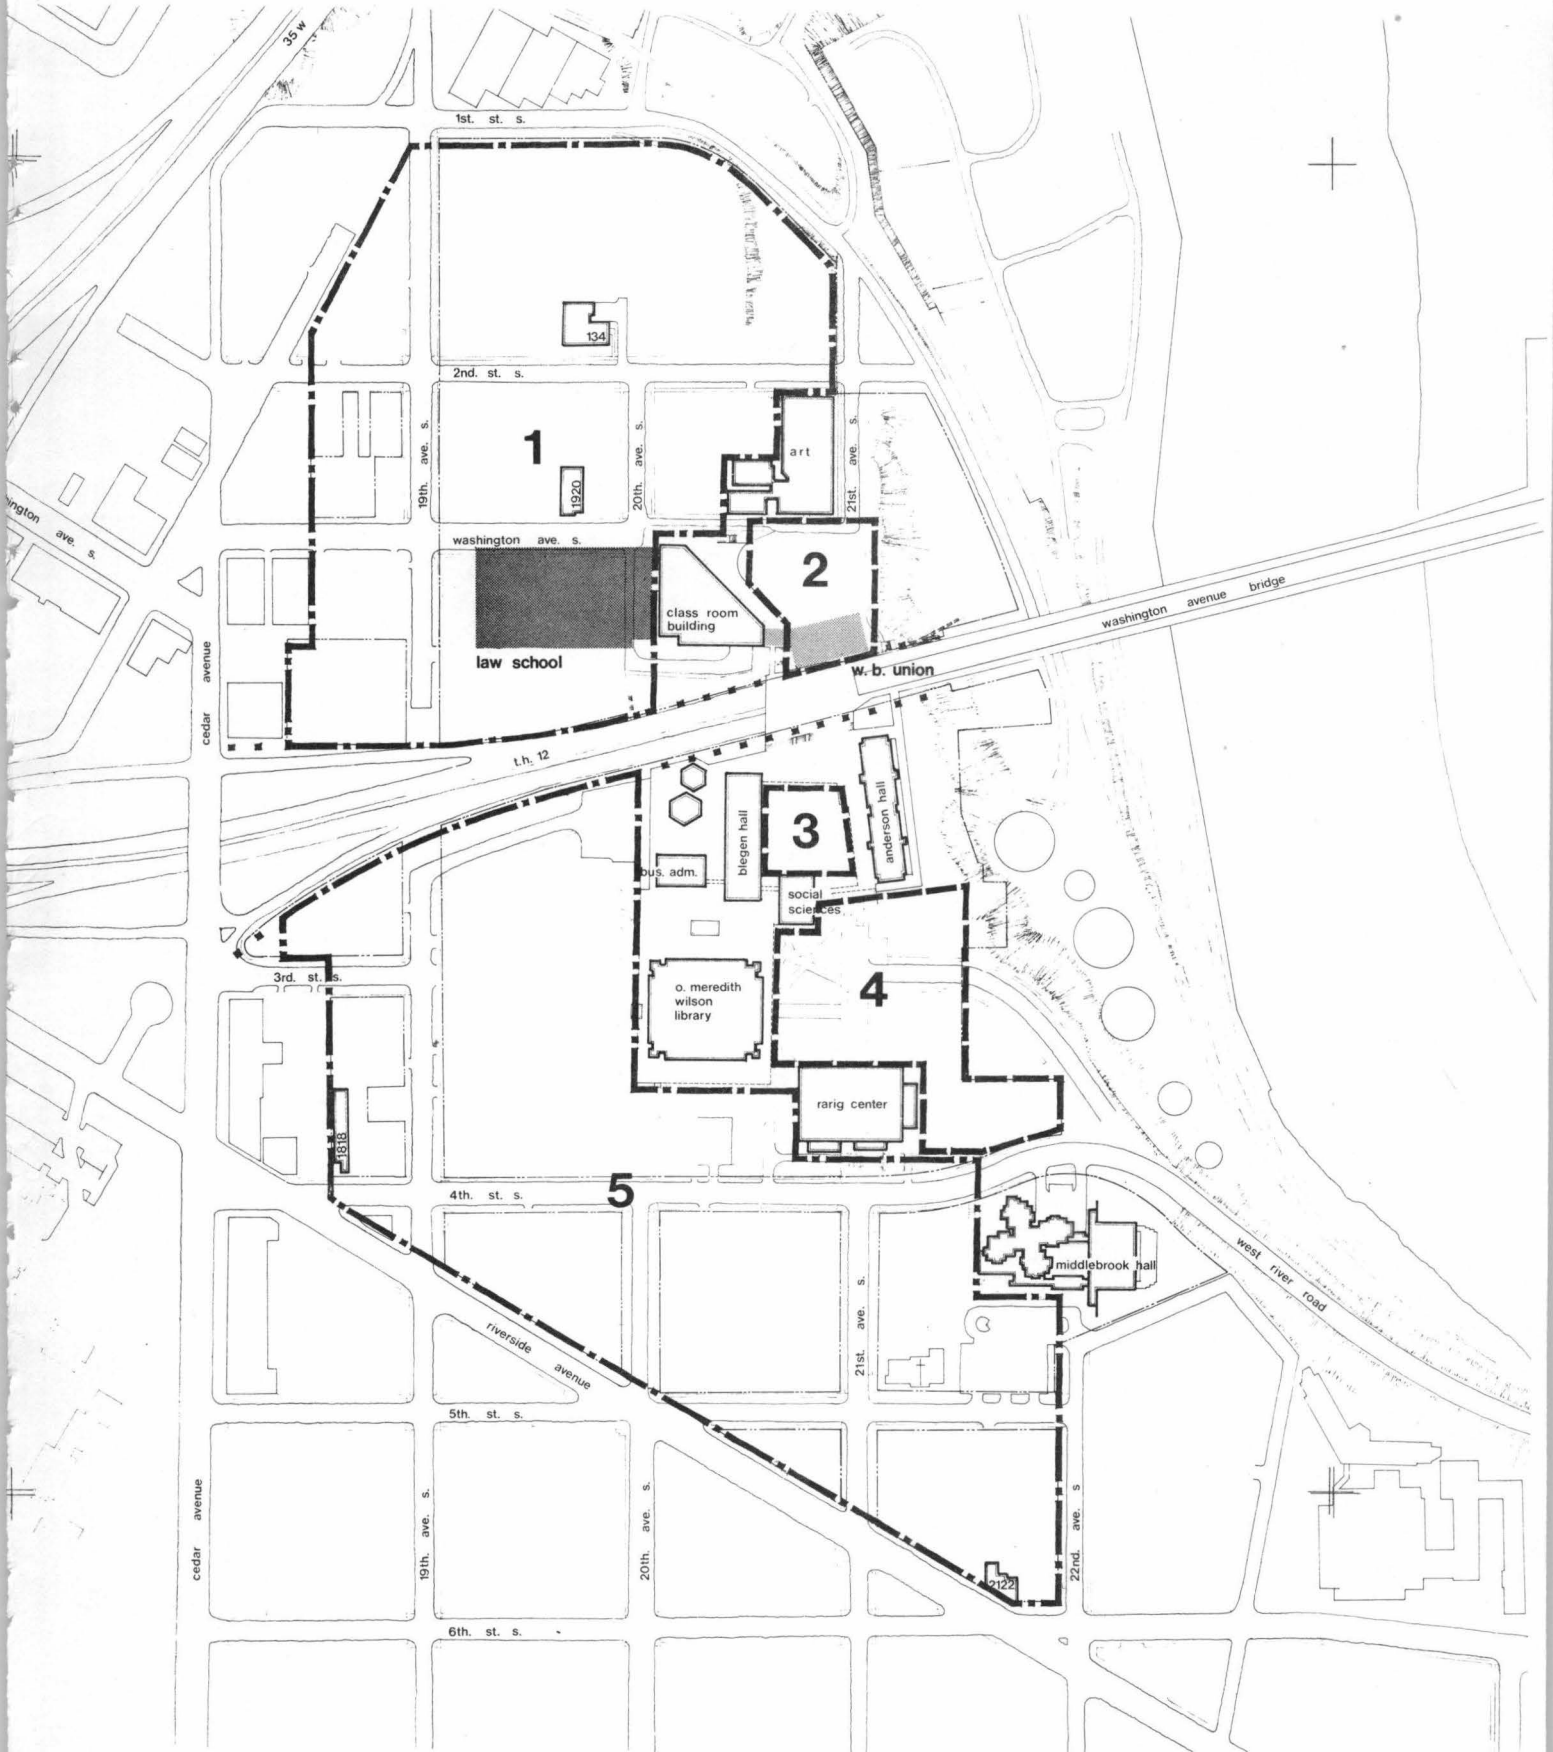 35 w
1st. st. s.
134
2nd. st. s.
1
19th. ave. s.
20th. ave. s.
art
21st. ave. s.
1920
ave. s.
washington ave. s.
2
class room
building
law school
w. b. union
washington avenue bridge
cedar avenue
t.h. 12
blegen hall
3
anderson hall
bus. adm.
social
sciences
3rd. st. s.
o. meredith
wilson
library
4
rarig center
1818
5
4th. st. s.
middlebrook hall
west river road
21st. ave. s.
riverside avenue
5th. st. s.
cedar avenue
19th. ave. s.
20th. ave. s.
22nd. ave. s
2122
6th. st. s.